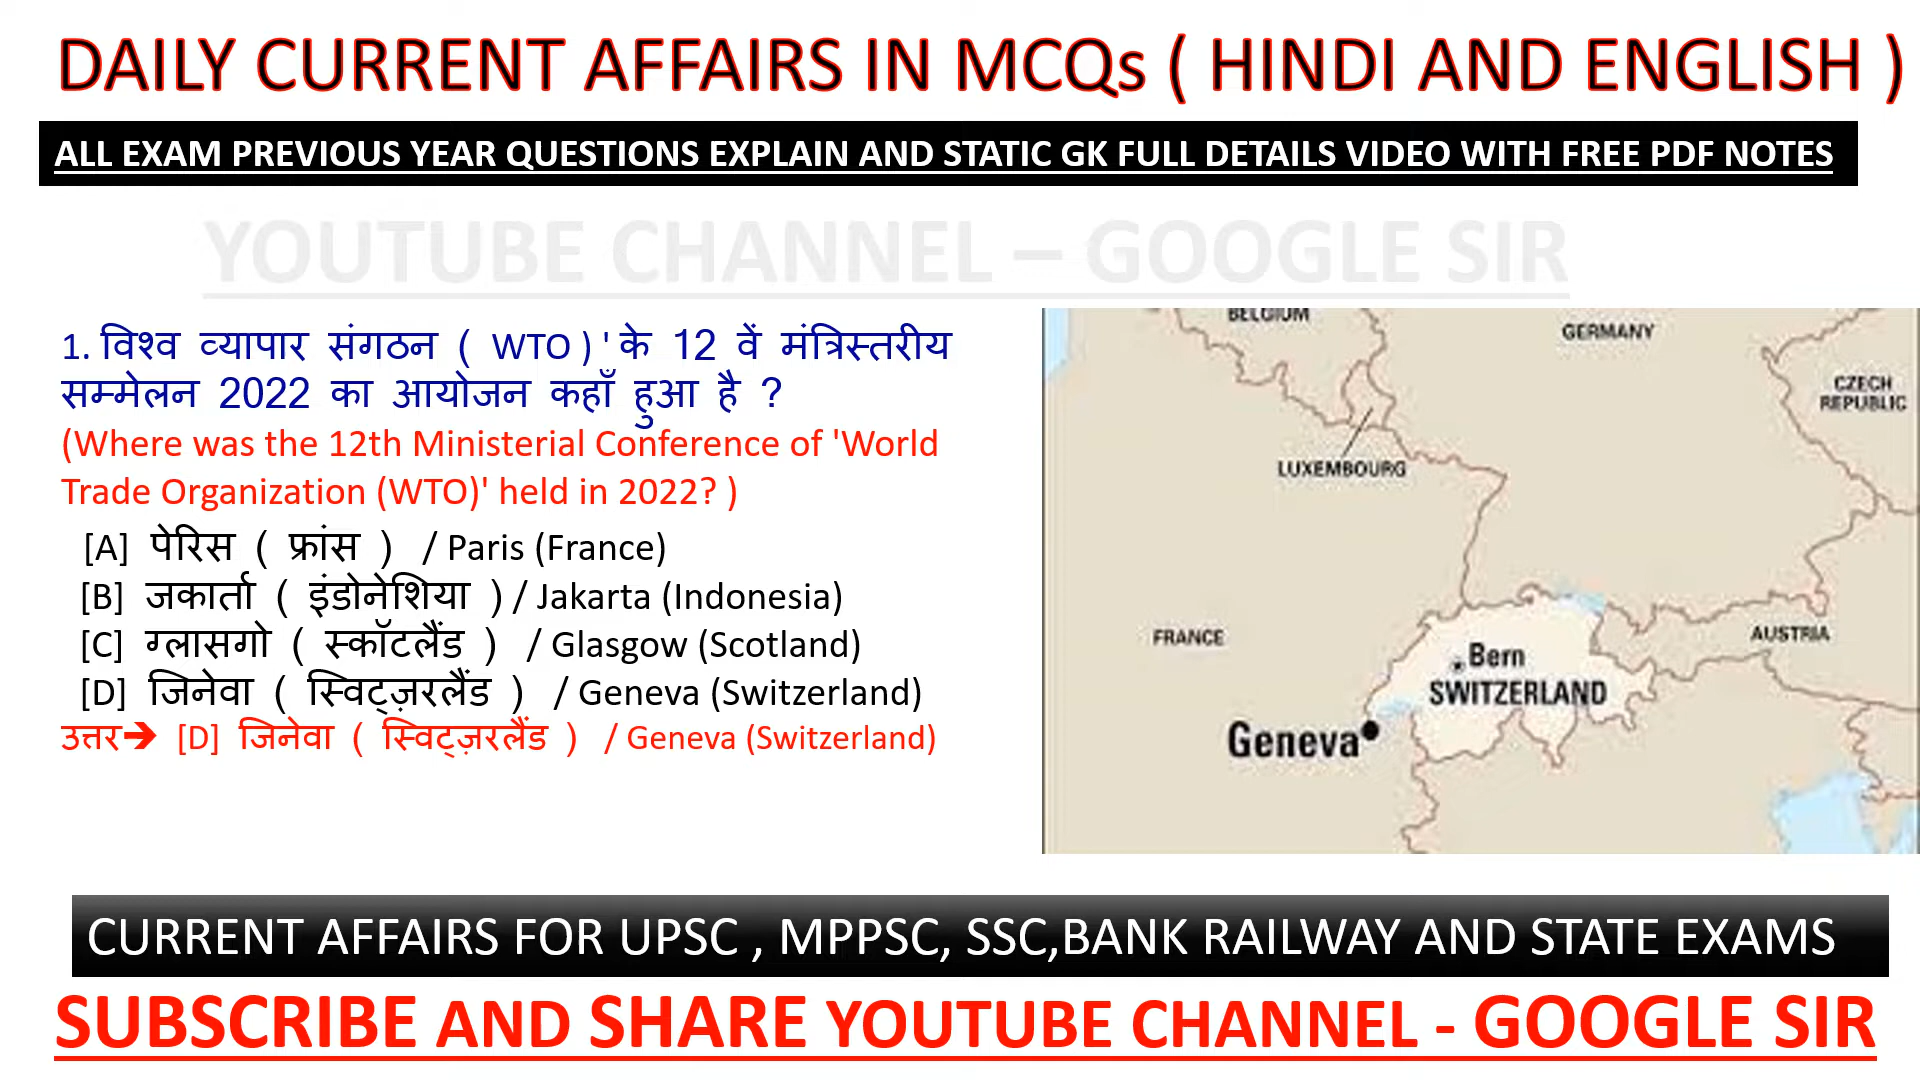 DAILY CURRENT AFFAIRS IN MCQs ( HINDI AND ENGLISH )
ALL EXAM PREVIOUS YEAR QUESTIONS EXPLAIN AND STATIC GK FULL DETAILS VIDEO WITH FREE PDF NOTES
YOUTUBE CHANNEL – GOOGLE SIR
1. विश्व व्यापार संगठन ( WTO ) ' के 12 वें मंत्रिस्तरीय
सम्मेलन 2022 का आयोजन कहाँ हुआ है ?
(Where was the 12th Ministerial Conference of 'World
Trade Organization (WTO)' held in 2022? )
[A] पेरिस ( फ्रांस ) / Paris (France)
[B] जकार्ता ( इंडोनेशिया ) / Jakarta (Indonesia)
[C] ग्लासगो ( स्कॉटलैंड ) / Glasgow (Scotland)
[D] जिनेवा ( स्विट्ज़रलैंड ) / Geneva (Switzerland)
उत्तर➔ [D] जिनेवा ( स्विट्ज़रलैंड ) / Geneva (Switzerland)
BELGIUM
GERMANY
CZECH
REPUBLIC
LUXEMBOURG
FRANCE
AUSTRIA
Bern
SWITZERLAND
Geneva
CURRENT AFFAIRS FOR UPSC , MPPSC, SSC,BANK RAILWAY AND STATE EXAMS
SUBSCRIBE AND SHARE YOUTUBE CHANNEL - GOOGLE SIR